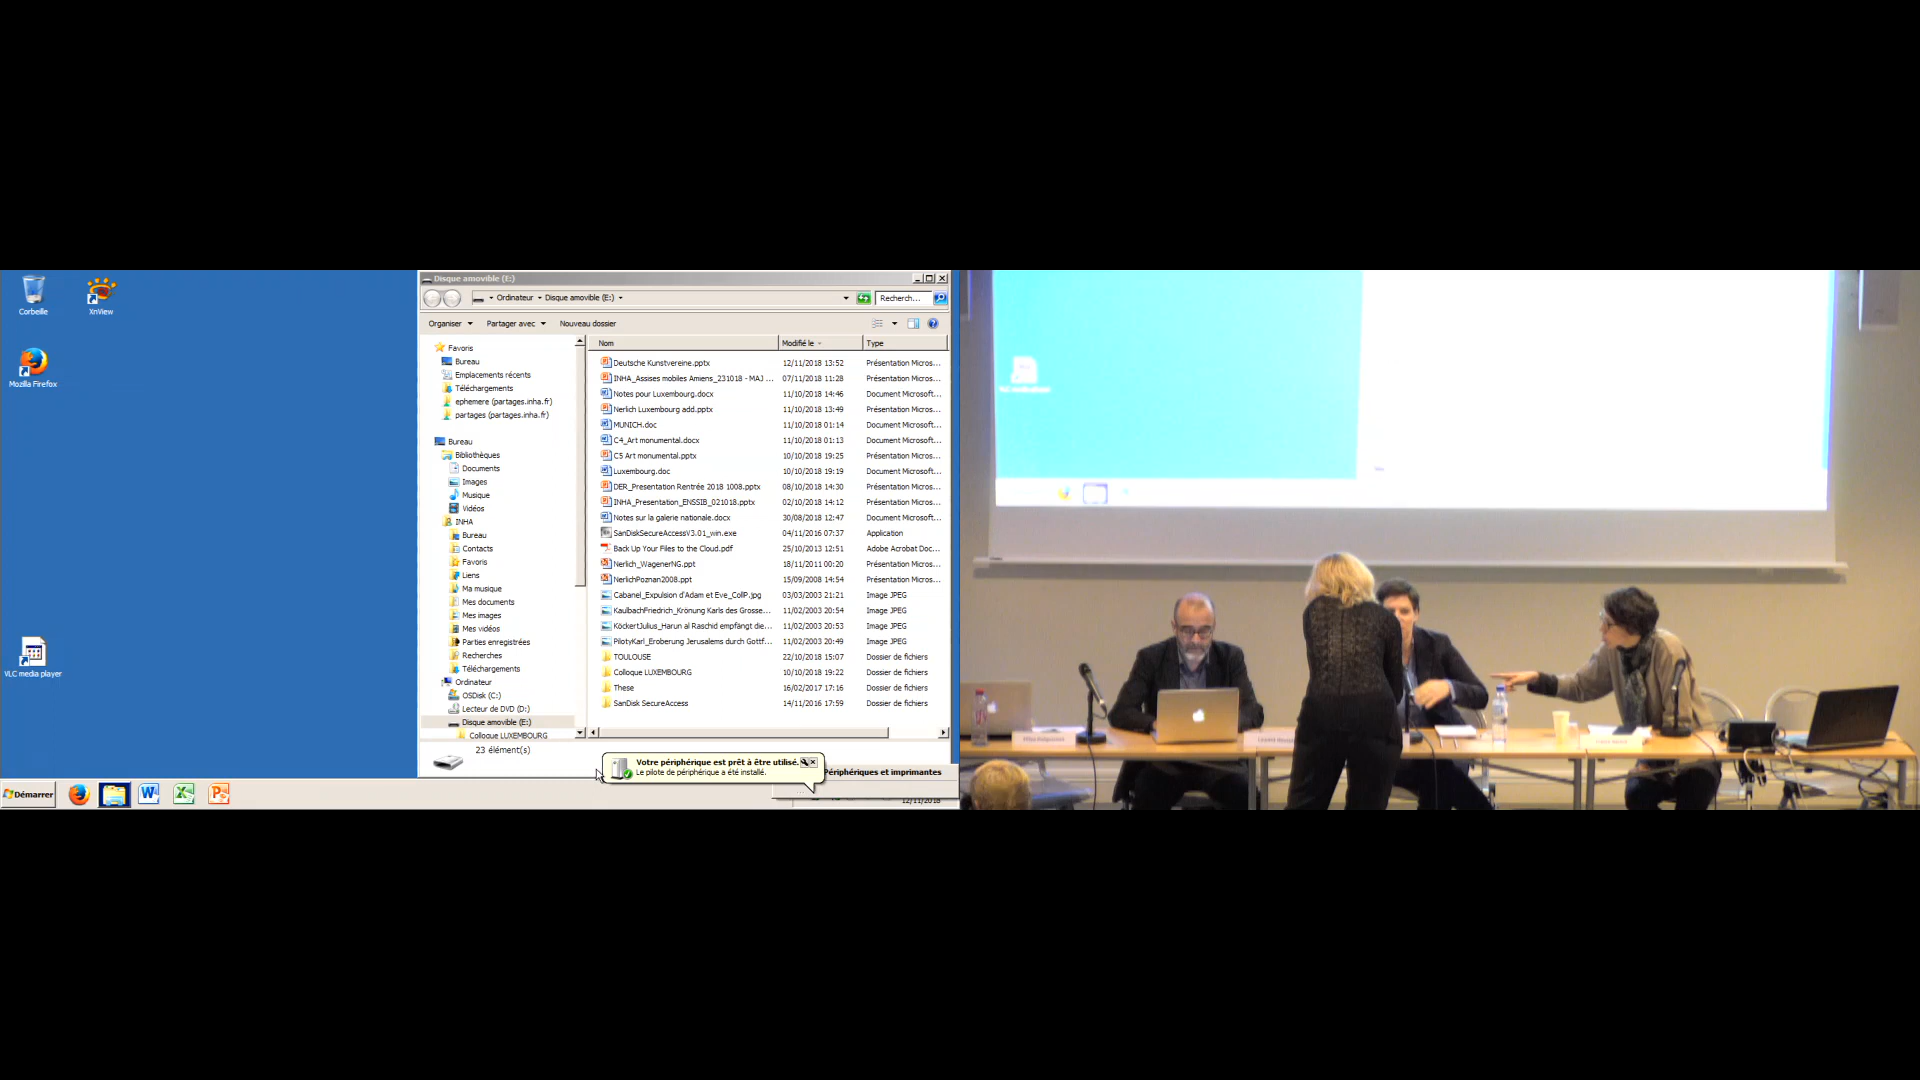 Corbeille
XnView
Mozilla Firefox
VLC media player
Disque amovible (E:)
Ordinateur
Disque amovible (E:)
Recherch...
Organiser
Partager avec
Nouveau dossier
Favoris
Bureau
Emplacements récents
Téléchargements
ephemere (partages.inha.fr)
partages (partages.inha.fr)
Bureau
Bibliothèques
Documents
Images
Musique
Vidéos
INHA
Bureau
Contacts
Favoris
Liens
Ma musique
Mes documents
Mes images
Mes vidéos
Parties enregistrées
Recherches
Téléchargements
Ordinateur
OSDisk (C:)
Lecteur de DVD (D:)
Disque amovible (E:)
Colloque LUXEMBOURG
Nom Modifié le Type
Deutsche Kunstvereine.pptx 12/11/2018 13:52 Présentation Micros...
INHA_Assises mobiles Amiens_231018 - MAJ ... 07/11/2018 11:28 Présentation Micros...
Notes pour Luxembourg.docx 11/10/2018 14:46 Document Microsoft...
Nerlich Luxembourg add.pptx 11/10/2018 13:49 Présentation Micros...
MUNICH.doc 11/10/2018 01:14 Document Microsoft...
C4_Art monumental.docx 11/10/2018 01:13 Document Microsoft...
C5 Art monumental.pptx 10/10/2018 19:25 Présentation Micros...
Luxembourg.doc 10/10/2018 19:19 Document Microsoft...
DER_Presentation Rentrée 2018 1008.pptx 08/10/2018 14:30 Présentation Micros...
INHA_Presentation_ENSSIB_021018.pptx 02/10/2018 14:12 Présentation Micros...
Notes sur la galerie nationale.docx 30/08/2018 12:47 Document Microsoft...
SanDiskSecureAccessV3.01_win.exe 04/11/2016 07:37 Application
Back Up Your Files to the Cloud.pdf 25/10/2013 12:51 Adobe Acrobat Doc...
Nerlich_WagenerNG.ppt 18/11/2011 00:20 Présentation Micros...
NerlichPoznan2008.ppt 15/09/2008 14:54 Présentation Micros...
Cabanel_Expulsion d'Adam et Eve_CollP.jpg 03/03/2003 21:21 Image JPEG
KaulbachFriedrich_Krönung Karls des Grosse... 11/02/2003 20:54 Image JPEG
KöckertJulius_Harun al Raschid empfängt die... 11/02/2003 20:53 Image JPEG
PilotyKarl_Eroberung Jerusalems durch Gottf... 11/02/2003 20:49 Image JPEG
TOULOUSE 22/10/2018 15:07 Dossier de fichiers
Colloque LUXEMBOURG 10/10/2018 19:22 Dossier de fichiers
These 16/02/2017 17:16 Dossier de fichiers
SanDisk SecureAccess 14/11/2016 17:59 Dossier de fichiers
23 élément(s)
Votre périphérique est prêt à être utilisé.
Le pilote de périphérique a été installé.
Périphériques et imprimantes
Démarrer
12/11/2018